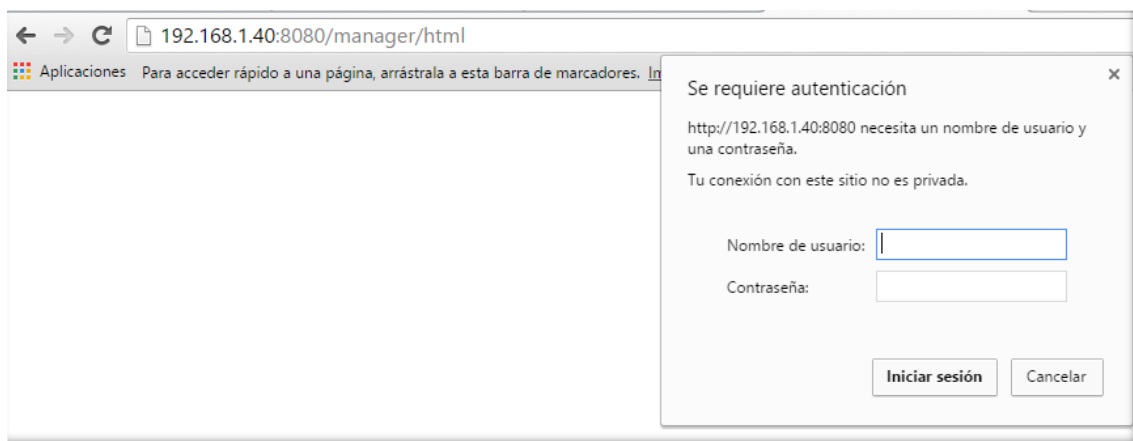 192.168.1.40:8080/manager/html
Aplicaciones Para acceder rápido a una página, arrástrala a esta barra de marcadores.
Se requiere autenticación
http://192.168.1.40:8080 necesita un nombre de usuario y
una contraseña.
Tu conexión con este sitio no es privada.
Nombre de usuario:
Contraseña:
Iniciar sesión Cancelar